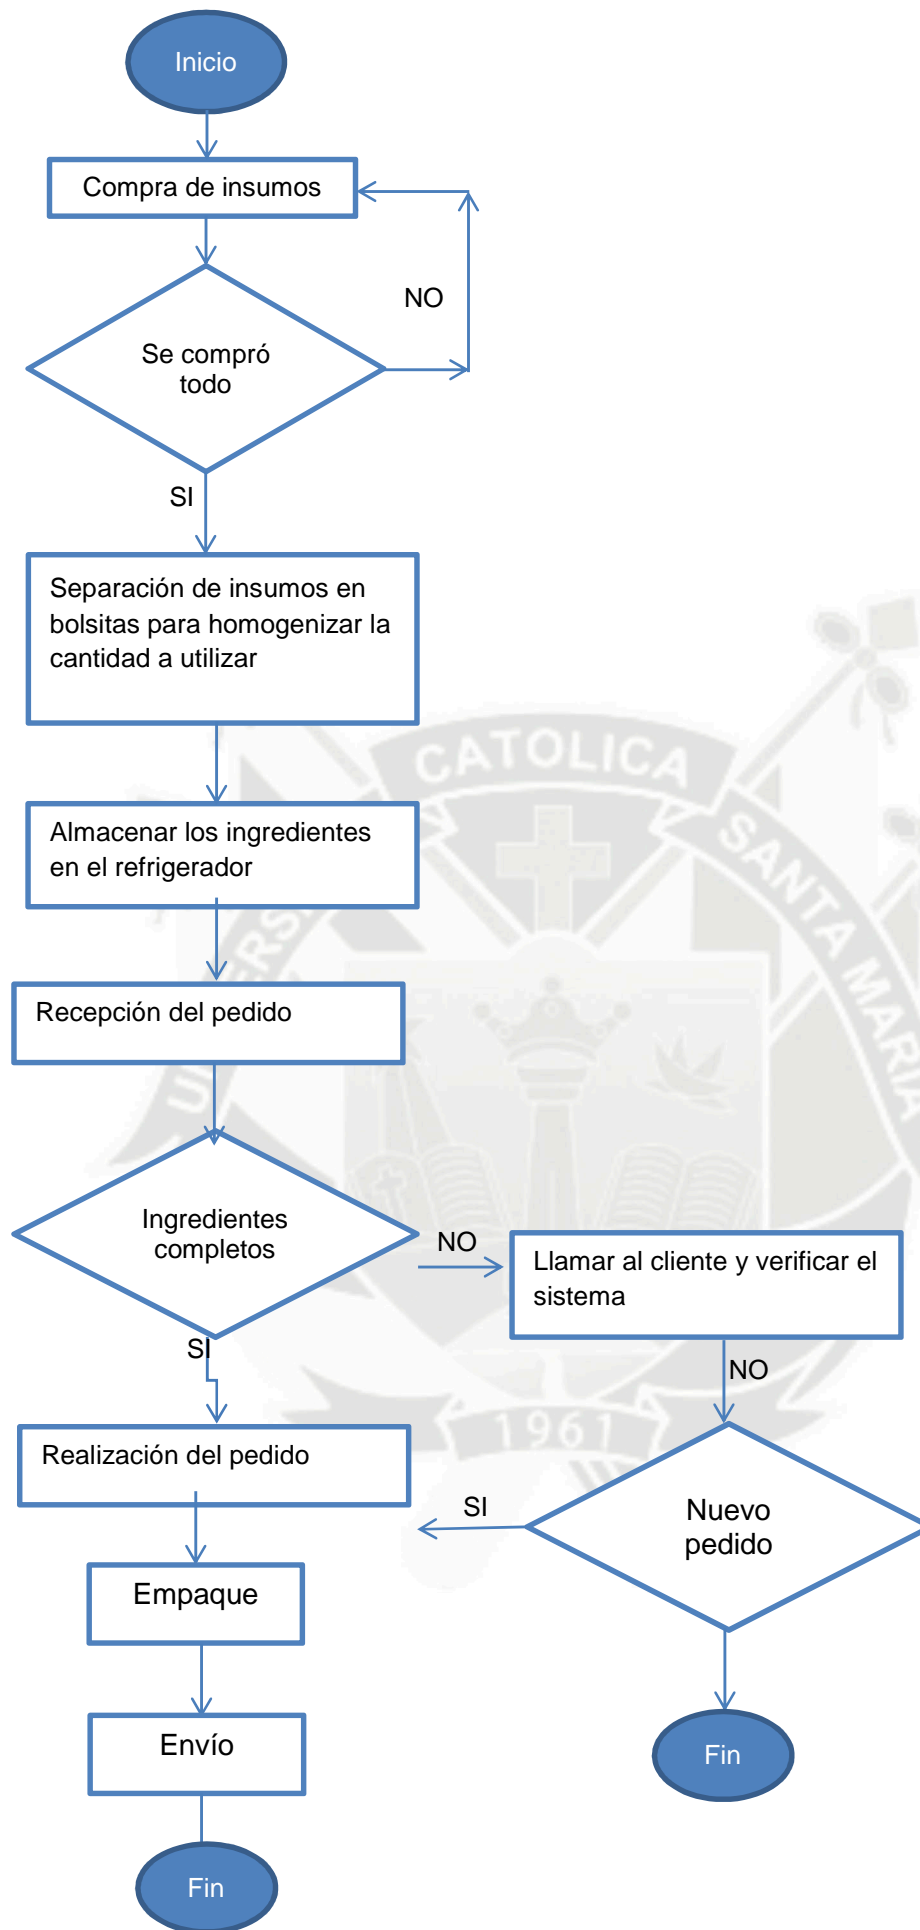 Inicio
Compra de insumos
NO
Se compró
todo
SI
Separación de insumos en
bolsitas para homogenizar la
cantidad a utilizar
CATOLICA
SANTA MARIA
Almacenar los ingredientes
en el refrigerador
Recepción del pedido
Ingredientes
completos
NO
Llamar al cliente y verificar el
sistema
SI
NO
1961
Realización del pedido
SI
Nuevo
pedido
Empaque
Envío
Fin
Fin